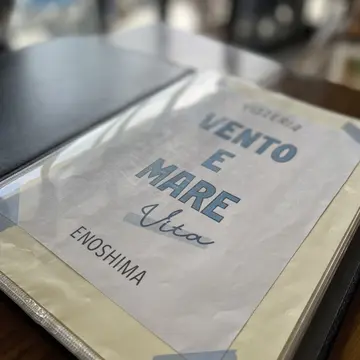 PIZZERIA
VENTO
E
MARE
Vita
ENOSHIMA